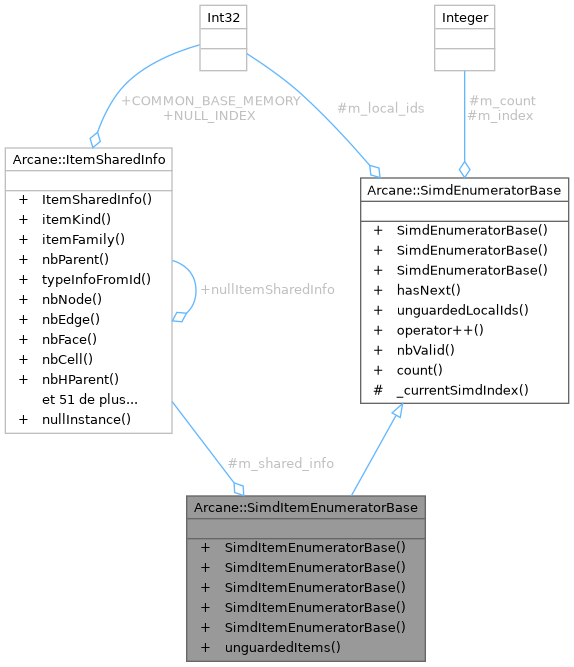 Int32
Integer
+COMMON_BASE_MEMORY
+NULL_INDEX
#m_local_ids
#m_count
#m_index
Arcane::ItemSharedInfo
+ ItemSharedInfo()
+ itemKind()
+ itemFamily()
+ nbParent()
+ typeInfoFromId()
+ nbNode()
+ nbEdge()
+ nbFace()
+ nbCell()
+ nbHParent()
et 51 de plus...
+ nullInstance()
+nullItemSharedInfo
Arcane::SimdEnumeratorBase
+ SimdEnumeratorBase()
+ SimdEnumeratorBase()
+ SimdEnumeratorBase()
+ hasNext()
+ unguardedLocalIds()
+ operator++()
+ nbValid()
+ count()
# _currentSimdIndex()
#m_shared_info
Arcane::SimdItemEnumeratorBase
+ SimdItemEnumeratorBase()
+ SimdItemEnumeratorBase()
+ SimdItemEnumeratorBase()
+ SimdItemEnumeratorBase()
+ SimdItemEnumeratorBase()
+ unguardedItems()